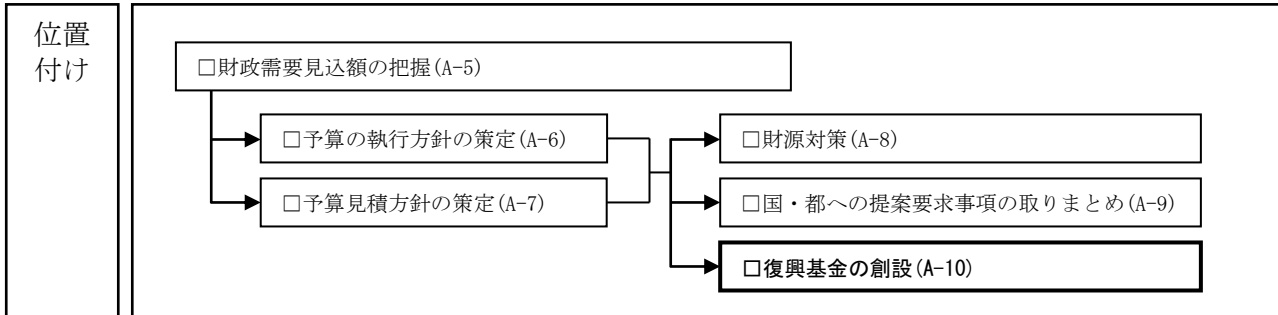 位置
付け
□財政需要見込額の把握(A-5)
□予算の執行方針の策定(A-6)
□財源対策(A-8)
□予算見積方針の策定(A-7)
□国・都への提案要求事項の取りまとめ(A-9)
□復興基金の創設(A-10)